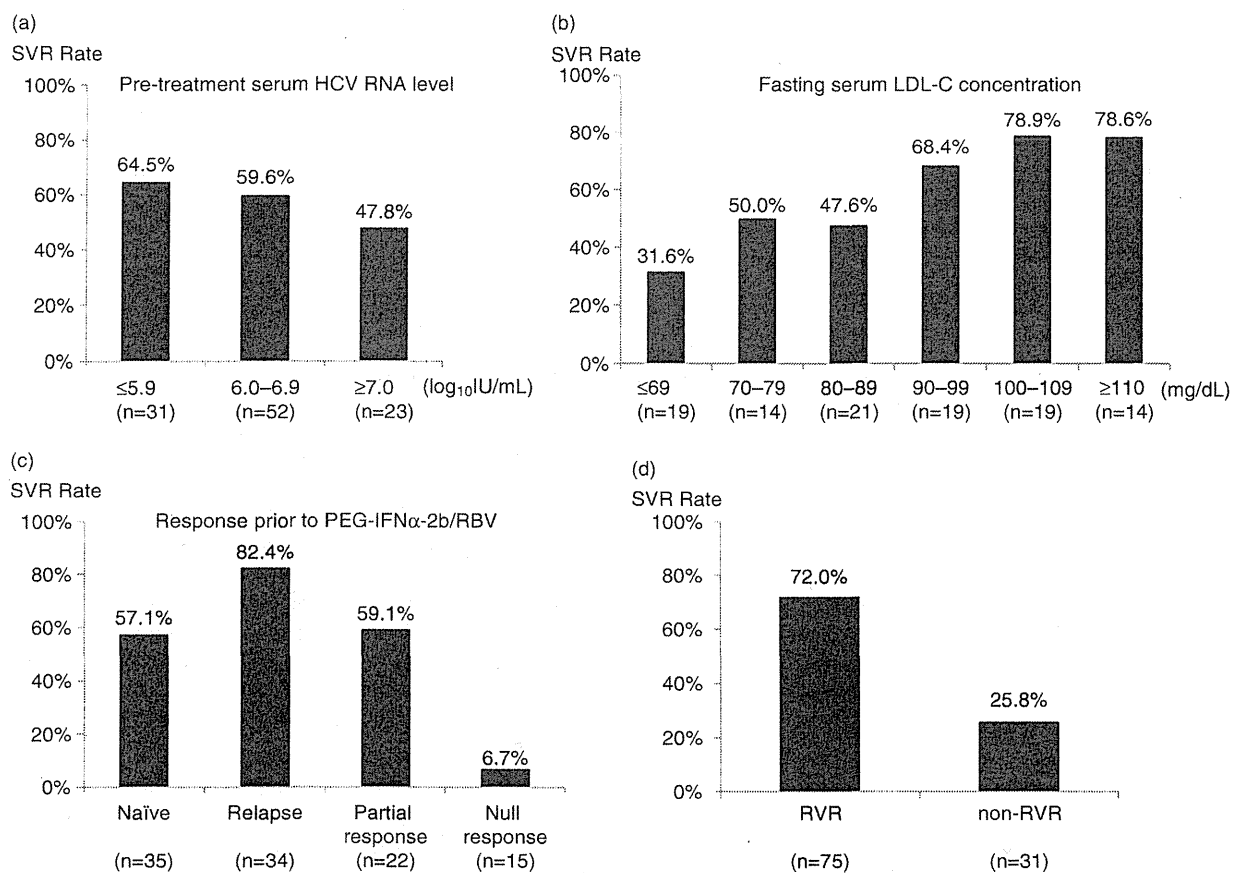 (a)
SVR Rate
Pre-treatment serum HCV RNA level
100%
80%
60%
40%
20%
0%
64.5%
59.6%
47.8%
≤5.9 6.0–6.9 ≥7.0 (log10IU/mL)
(n=31) (n=52) (n=23)
(b)
SVR Rate
Fasting serum LDL-C concentration
100%
80%
60%
40%
20%
0%
31.6%
50.0%
47.6%
68.4%
78.9%
78.6%
≤69 70–79 80–89 90–99 100–109 ≥110 (mg/dL)
(n=19) (n=14) (n=21) (n=19) (n=19) (n=14)
(c)
SVR Rate
Response prior to PEG-IFNα-2b/RBV
100%
80%
60%
40%
20%
0%
57.1%
82.4%
59.1%
6.7%
Naïve Relapse Partial Null
response response
(n=35) (n=34) (n=22) (n=15)
(d)
SVR Rate
100%
80%
60%
40%
20%
0%
72.0%
25.8%
RVR non-RVR
(n=75) (n=31)